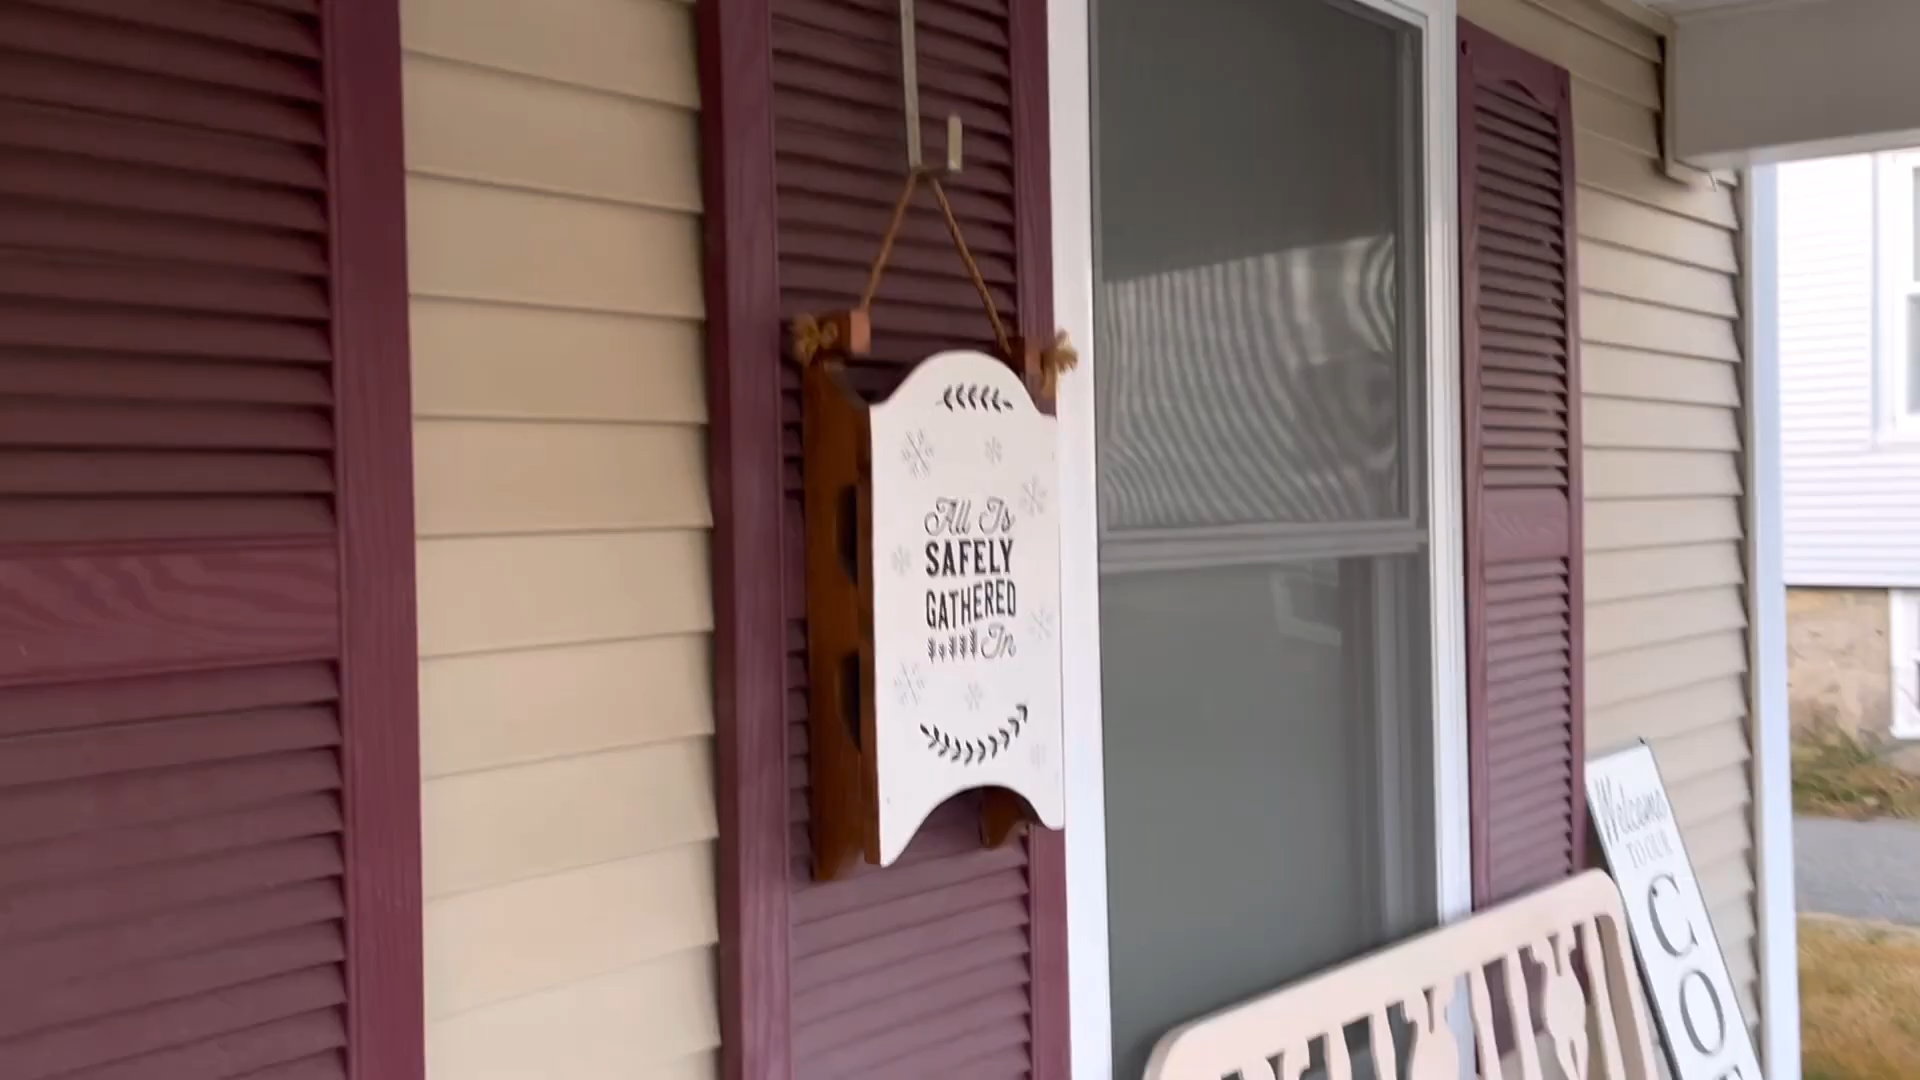 All Is
SAFELY
GATHERED
In
Welcome
TO OUR
CO